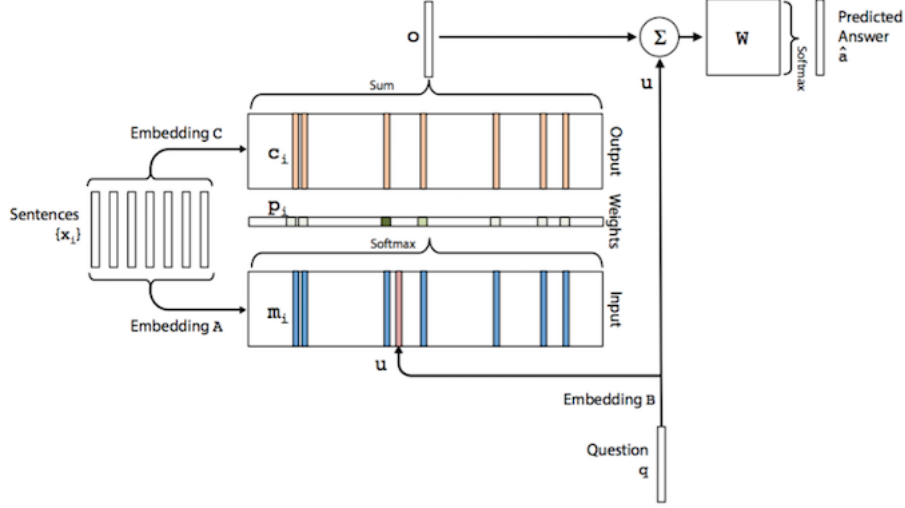 o
Σ
W
Softmax
Predicted
Answer
â
u
Sum
Embedding C
c_i
Output
Sentences
{x_i}
p_i
Weights
Softmax
m_i
Input
Embedding A
u
Embedding B
Question
q